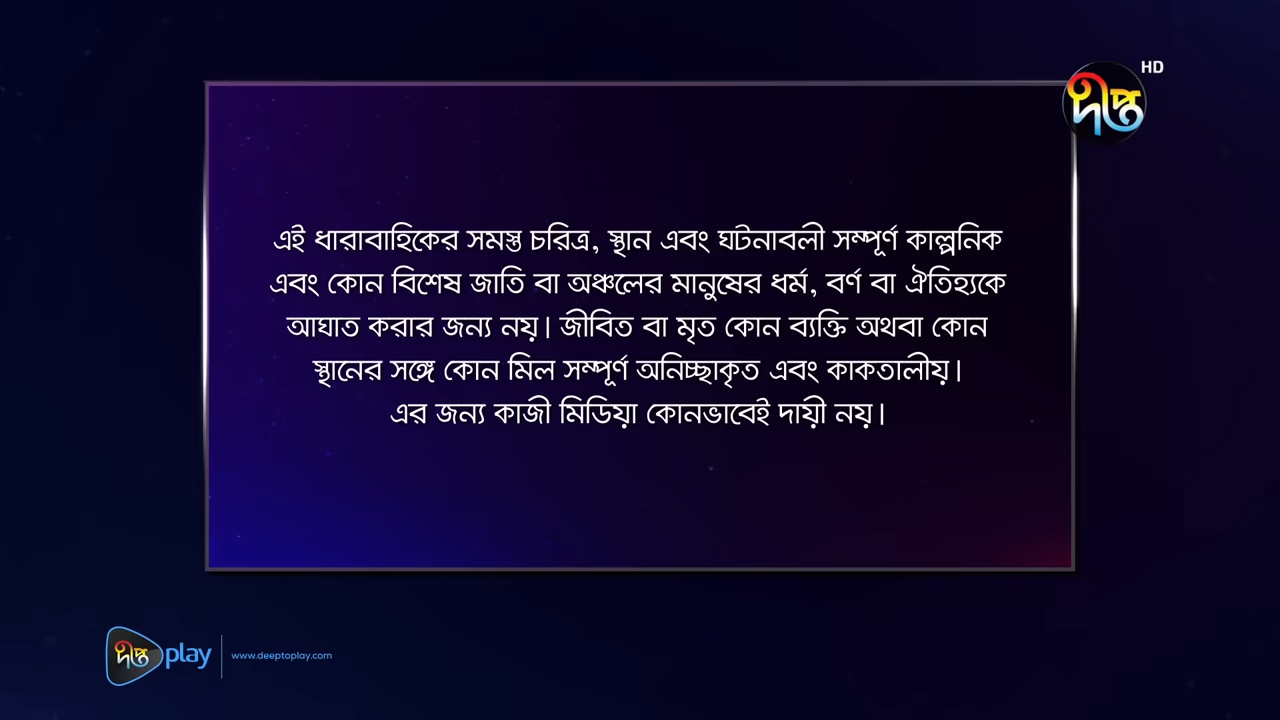 HD
দীপ্ত
এই ধারাবাহিকের সমস্ত চরিত্র, স্থান এবং ঘটনাবলী সম্পূর্ণ কাল্পনিক
এবং কোন বিশেষ জাতি বা অঞ্চলের মানুষের ধর্ম, বর্ণ বা ঐতিহ্যকে
আঘাত করার জন্য নয়। জীবিত বা মৃত কোন ব্যক্তি অথবা কোন
স্থানের সঙ্গে কোন মিল সম্পূর্ণ অনিচ্ছাকৃত এবং কাকতালীয়।
এর জন্য কাজী মিডিয়া কোনভাবেই দায়ী নয়।
দীপ্ত play www.deeptoplay.com